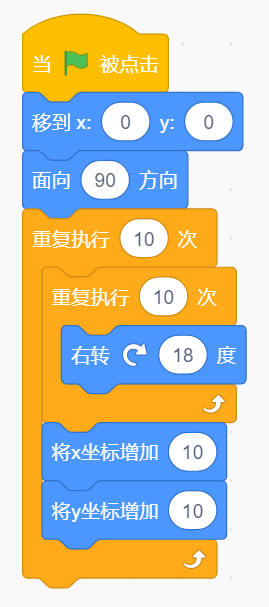 当 被点击
移到 x: 0 y: 0
面向 90 方向
重复执行 10 次
重复执行 10 次
右转 18 度
将x坐标增加 10
将y坐标增加 10